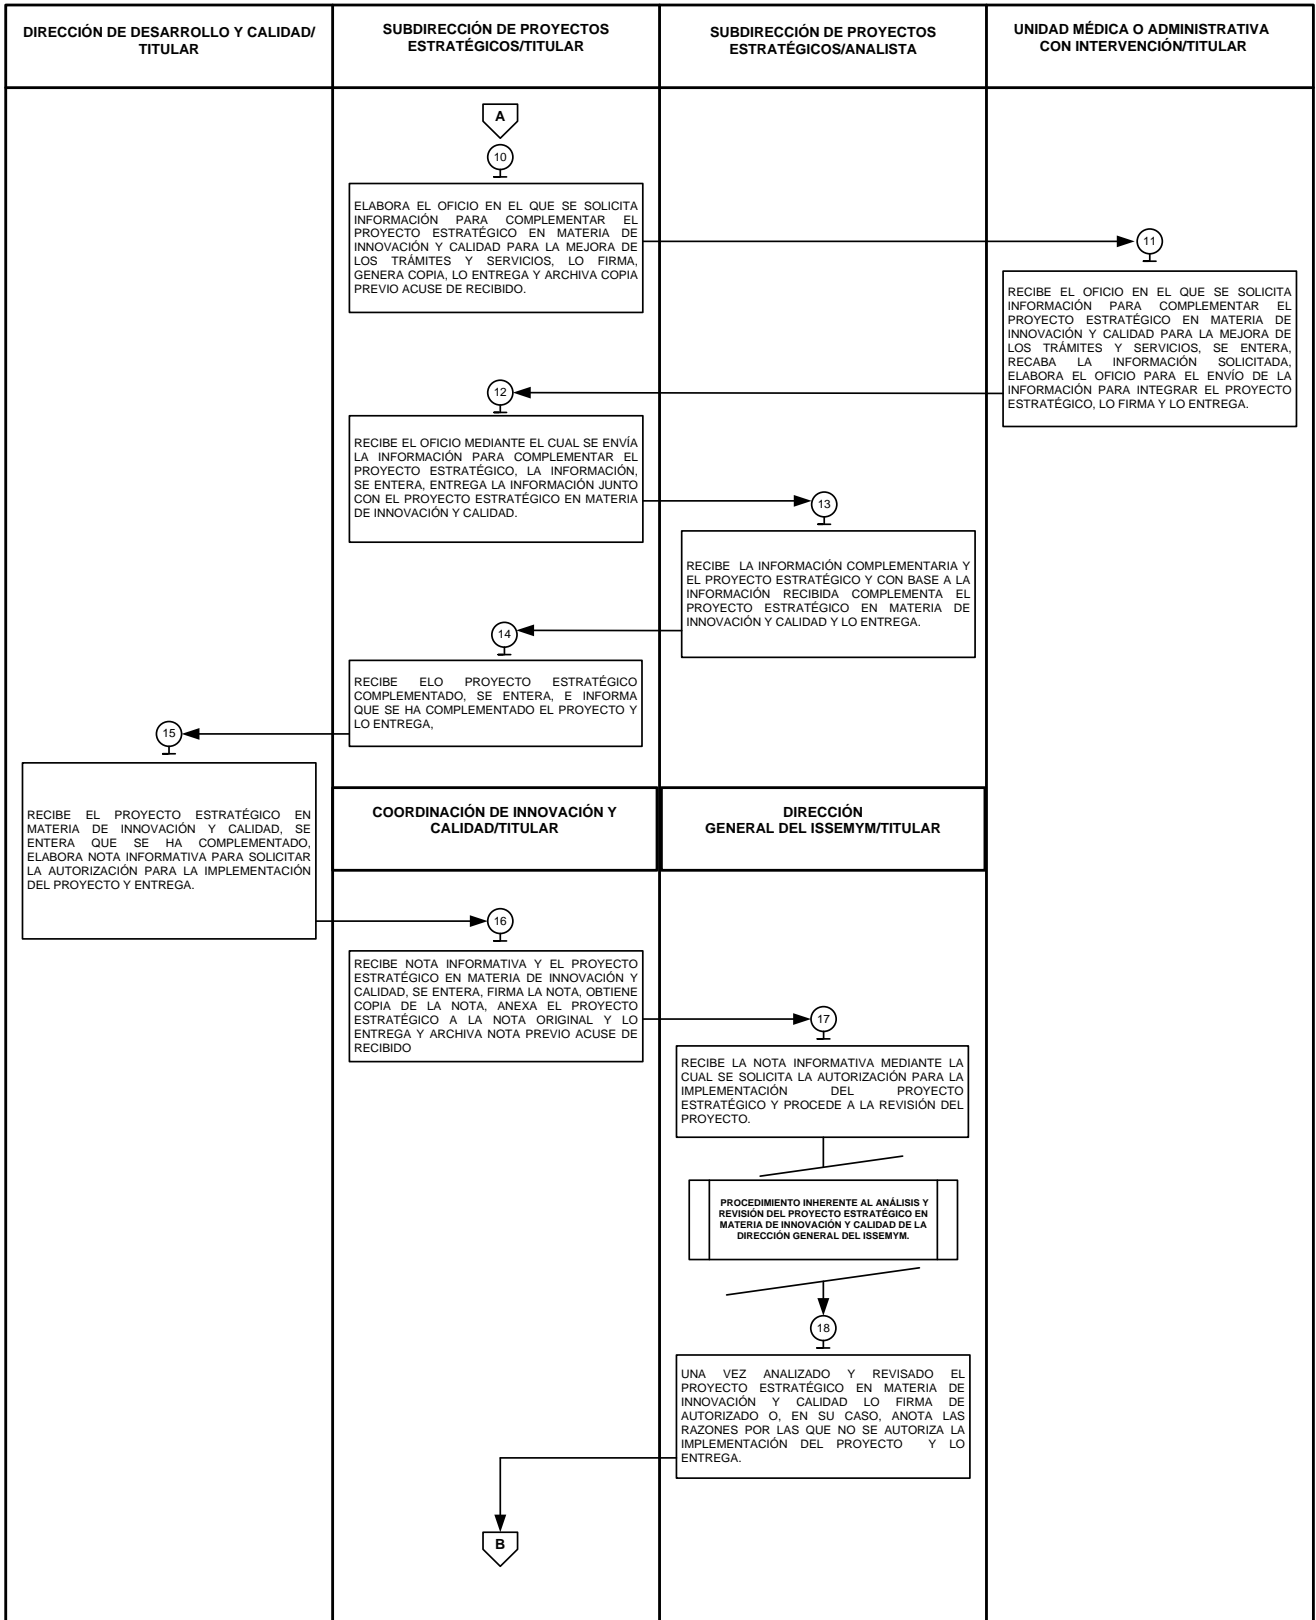 DIRECCIÓN DE DESARROLLO Y CALIDAD/
TITULAR
SUBDIRECCIÓN DE PROYECTOS
ESTRATÉGICOS/TITULAR
SUBDIRECCIÓN DE PROYECTOS
ESTRATÉGICOS/ANALISTA
UNIDAD MÉDICA O ADMINISTRATIVA
CON INTERVENCIÓN/TITULAR
A
10
ELABORA EL OFICIO EN EL QUE SE SOLICITA
INFORMACIÓN PARA COMPLEMENTAR EL
PROYECTO ESTRATÉGICO EN MATERIA DE
INNOVACIÓN Y CALIDAD PARA LA MEJORA DE
LOS TRÁMITES Y SERVICIOS, LO FIRMA,
GENERA COPIA, LO ENTREGA Y ARCHIVA COPIA
PREVIO ACUSE DE RECIBIDO.
11
RECIBE EL OFICIO EN EL QUE SE SOLICITA
INFORMACIÓN PARA COMPLEMENTAR EL
PROYECTO ESTRATÉGICO EN MATERIA DE
INNOVACIÓN Y CALIDAD PARA LA MEJORA DE
LOS TRÁMITES Y SERVICIOS, SE ENTERA,
RECABA LA INFORMACIÓN SOLICITADA,
ELABORA EL OFICIO PARA EL ENVÍO DE LA
INFORMACIÓN PARA INTEGRAR EL PROYECTO
ESTRATÉGICO, LO FIRMA Y LO ENTREGA.
12
RECIBE EL OFICIO MEDIANTE EL CUAL SE ENVÍA
LA INFORMACIÓN PARA COMPLEMENTAR EL
PROYECTO ESTRATÉGICO, LA INFORMACIÓN,
SE ENTERA, ENTREGA LA INFORMACIÓN JUNTO
CON EL PROYECTO ESTRATÉGICO EN MATERIA
DE INNOVACIÓN Y CALIDAD.
13
RECIBE LA INFORMACIÓN COMPLEMENTARIA Y
EL PROYECTO ESTRATÉGICO Y CON BASE A LA
INFORMACIÓN RECIBIDA COMPLEMENTA EL
PROYECTO ESTRATÉGICO EN MATERIA DE
INNOVACIÓN Y CALIDAD Y LO ENTREGA.
14
RECIBE ELO PROYECTO ESTRATÉGICO
COMPLEMENTADO, SE ENTERA, E INFORMA
QUE SE HA COMPLEMENTADO EL PROYECTO Y
LO ENTREGA,
15
RECIBE EL PROYECTO ESTRATÉGICO EN
MATERIA DE INNOVACIÓN Y CALIDAD, SE
ENTERA QUE SE HA COMPLEMENTADO,
ELABORA NOTA INFORMATIVA PARA SOLICITAR
LA AUTORIZACIÓN PARA LA IMPLEMENTACIÓN
DEL PROYECTO Y ENTREGA.
COORDINACIÓN DE INNOVACIÓN Y
CALIDAD/TITULAR
DIRECCIÓN
GENERAL DEL ISSEMYM/TITULAR
16
RECIBE NOTA INFORMATIVA Y EL PROYECTO
ESTRATÉGICO EN MATERIA DE INNOVACIÓN Y
CALIDAD, SE ENTERA, FIRMA LA NOTA, OBTIENE
COPIA DE LA NOTA, ANEXA EL PROYECTO
ESTRATÉGICO A LA NOTA ORIGINAL Y LO
ENTREGA Y ARCHIVA NOTA PREVIO ACUSE DE
RECIBIDO
17
RECIBE LA NOTA INFORMATIVA MEDIANTE LA
CUAL SE SOLICITA LA AUTORIZACIÓN PARA LA
IMPLEMENTACIÓN DEL PROYECTO
ESTRATÉGICO Y PROCEDE A LA REVISIÓN DEL
PROYECTO.
PROCEDIMIENTO INHERENTE AL ANÁLISIS Y
REVISIÓN DEL PROYECTO ESTRATÉGICO EN
MATERIA DE INNOVACIÓN Y CALIDAD DE LA
DIRECCIÓN GENERAL DEL ISSEMYM.
18
UNA VEZ ANALIZADO Y REVISADO EL
PROYECTO ESTRATÉGICO EN MATERIA DE
INNOVACIÓN Y CALIDAD LO FIRMA DE
AUTORIZADO O, EN SU CASO, ANOTA LAS
RAZONES POR LAS QUE NO SE AUTORIZA LA
IMPLEMENTACIÓN DEL PROYECTO Y LO
ENTREGA.
B